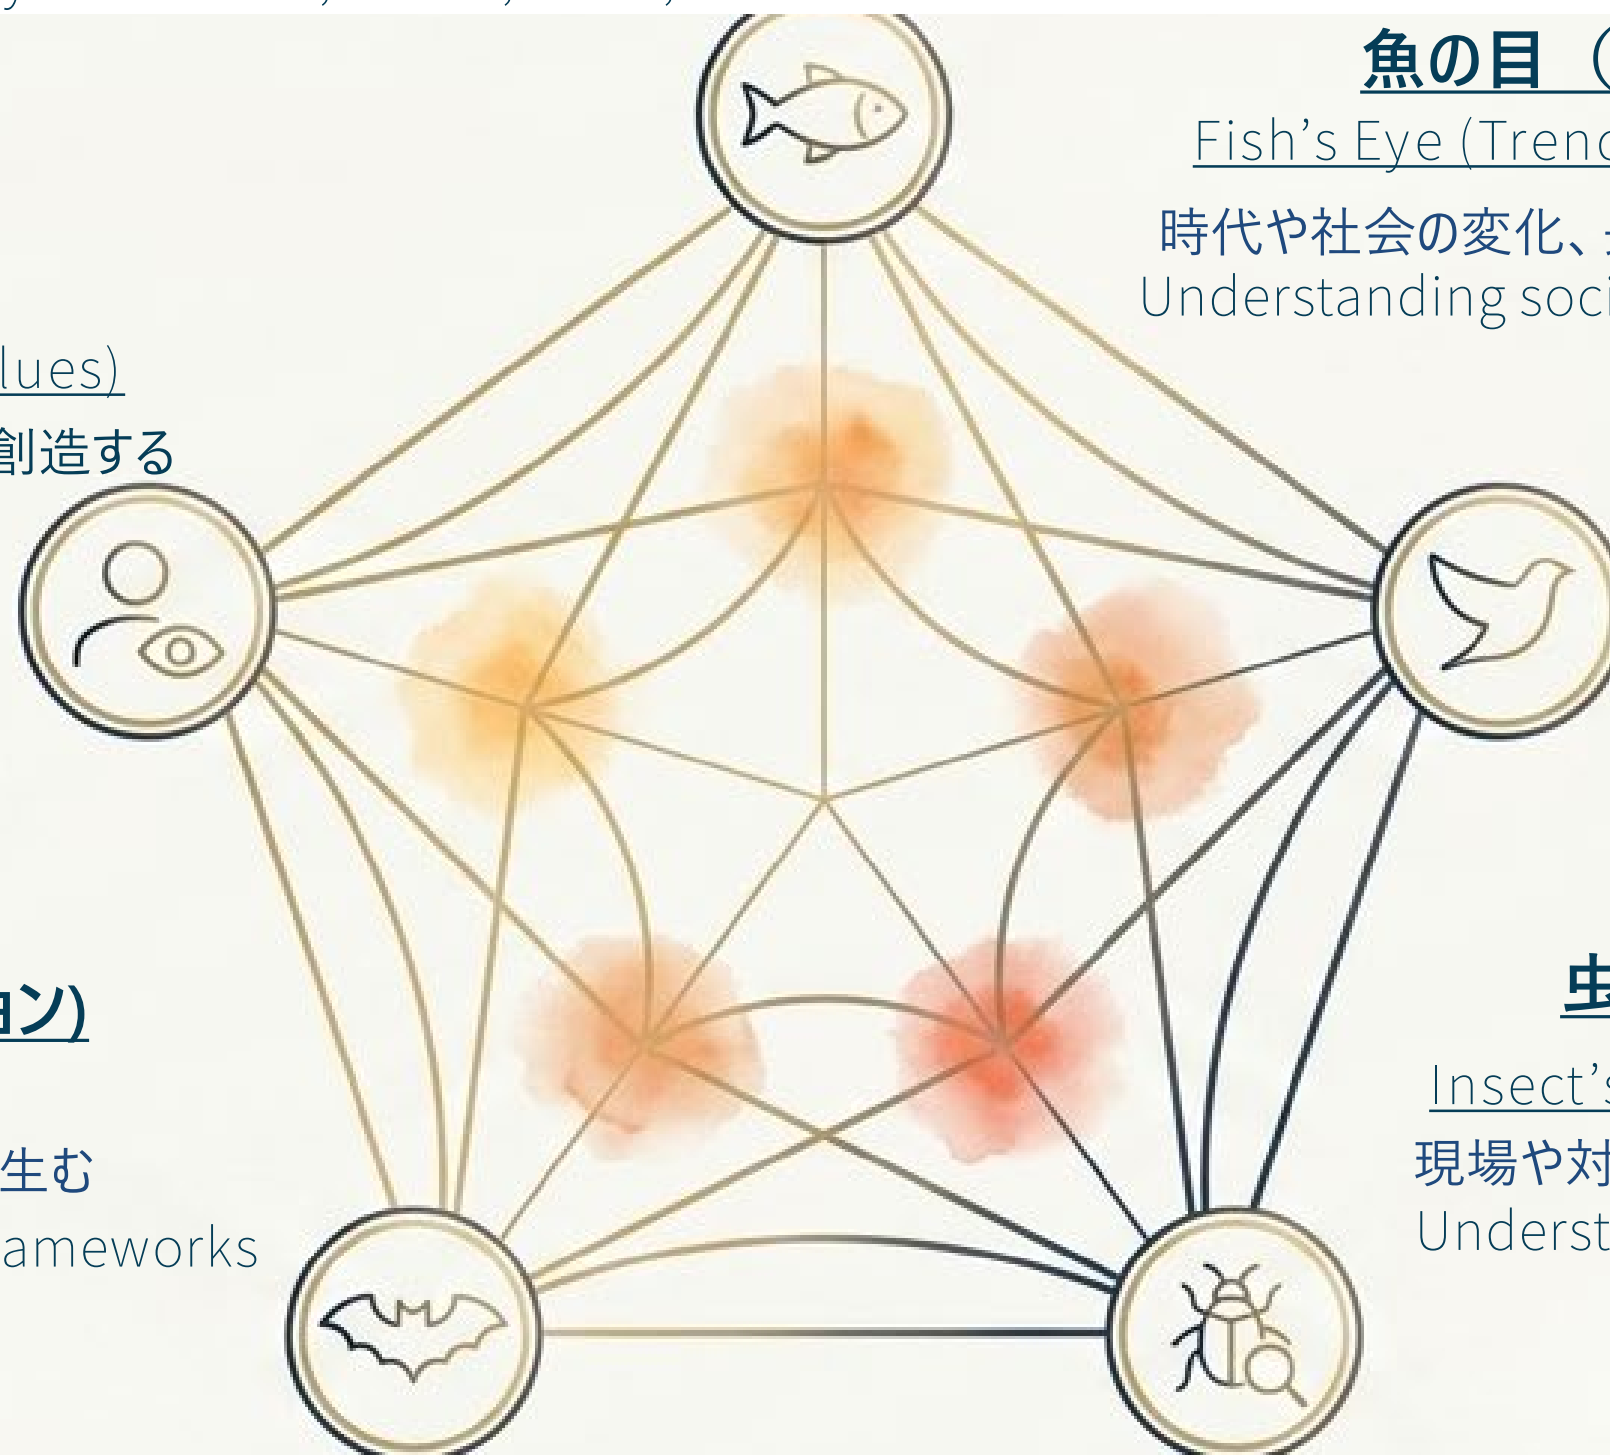 魚の目（
Fish’s Eye (Trend
時代や社会の変化、
Understanding soci
lues)
創造する
ョン)
生む
ameworks
虫
Insect’s
現場や対
Underst